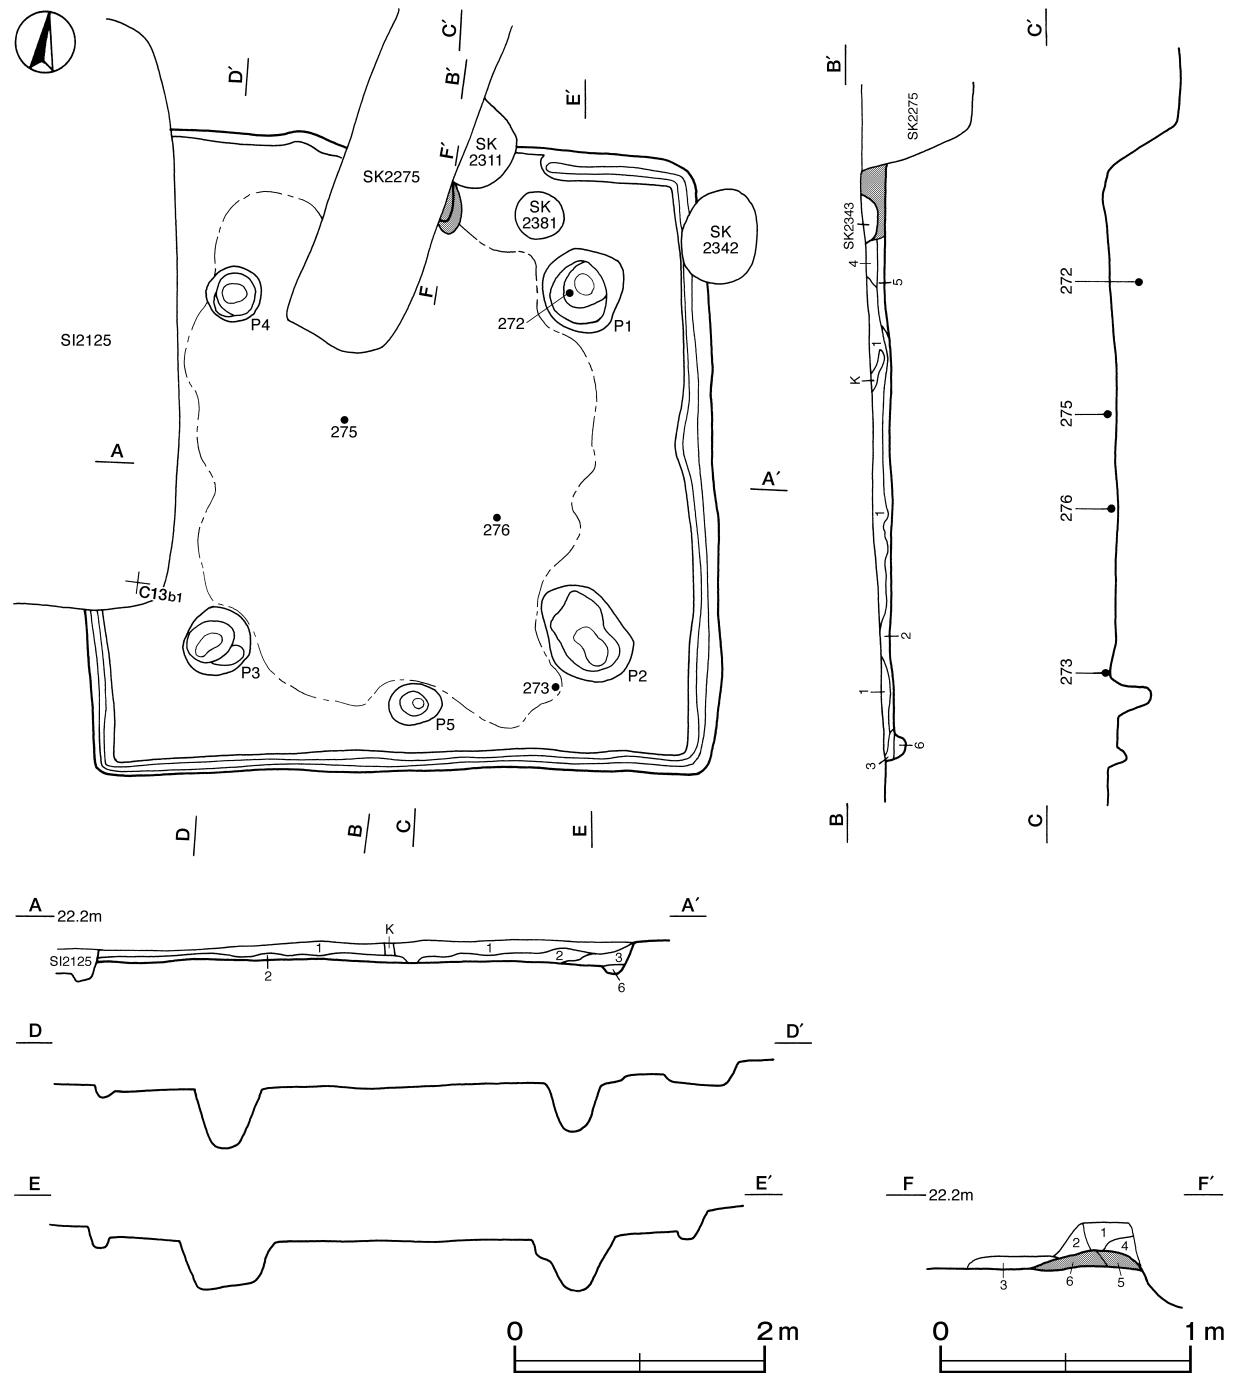 C′
C′
B′
B′
D′
E′
SK2275
SK
2311
F′
SK2275
SK
2381
SK
2342
SK2343
4
5
272
F
272
P1
P4
SI2125
1
K
275
275
A
A′
276
276
1
C13b1
2
P3
P2
273
273
1
P5
6
3
D
B
C
E
B
C
A
22.2m
A′
K
1
1
2
3
SI2125
2
6
D
D′
E
E′
F
22.2m
F′
1
2
4
3
6
5
0
2 m
0
1 m